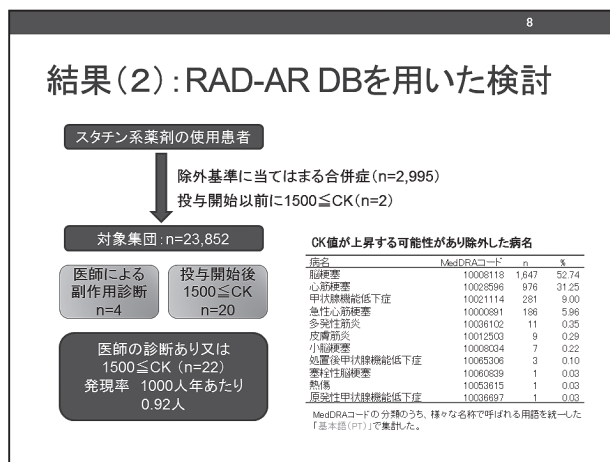 8
結果(2):RAD-AR DBを用いた検討
スタチン系薬剤の使用患者
除外基準に当てはまる合併症(n=2,995)
投与開始以前に1500≦CK(n=2)
対象集団:n=23,852
医師による
副作用診断
n=4
投与開始後
1500≦CK
n=20
医師の診断あり又は
1500≦CK (n=22)
発現率 1000人年あたり
0.92人
CK値が上昇する可能性があり除外した病名
病名 MedDRAコード n %
脳梗塞 10008118 1,647 52.74
心筋梗塞 10028596 976 31.25
甲状腺機能低下症 10021114 281 9.00
急性心筋梗塞 10000891 186 5.96
多発性筋炎 10036102 11 0.35
皮膚筋炎 10012503 9 0.29
小脳梗塞 10008034 7 0.22
処置後甲状腺機能低下症 10065306 3 0.10
塞栓性脳梗塞 10060839 1 0.03
熱傷 10053615 1 0.03
原発性甲状腺機能低下症 10036697 1 0.03
MedDRAコードの分類のうち、様々な名称で呼ばれる用語を統一した
「基本語(PT)」で集計した。